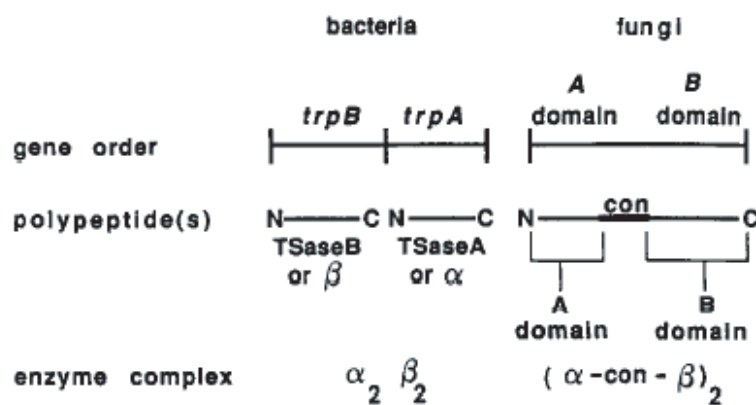 bacteria fungi
A B
trpB trpA domain domain
gene order
con
polypeptide(s) N C N C N C
TSaseB TSaseA
or β or α
A B
domain domain
enzyme complex α2 β2 (α-con-β)2